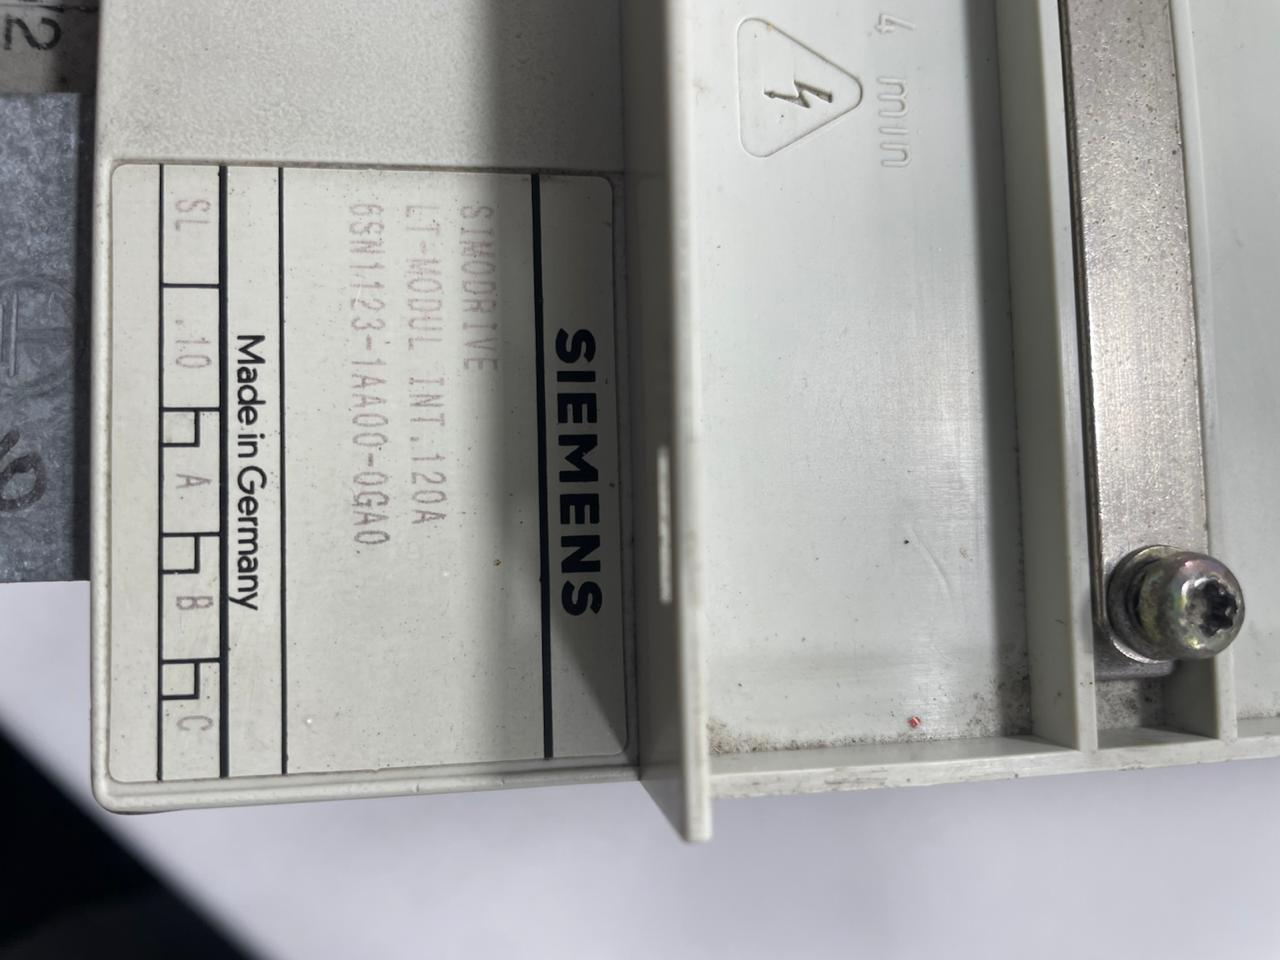 SIEMENS
SIMODRIVE
LT-MODUL INT.120A
6SN1123-1AA00-0GA0
Made in Germany
SL .10 A B C
4 min